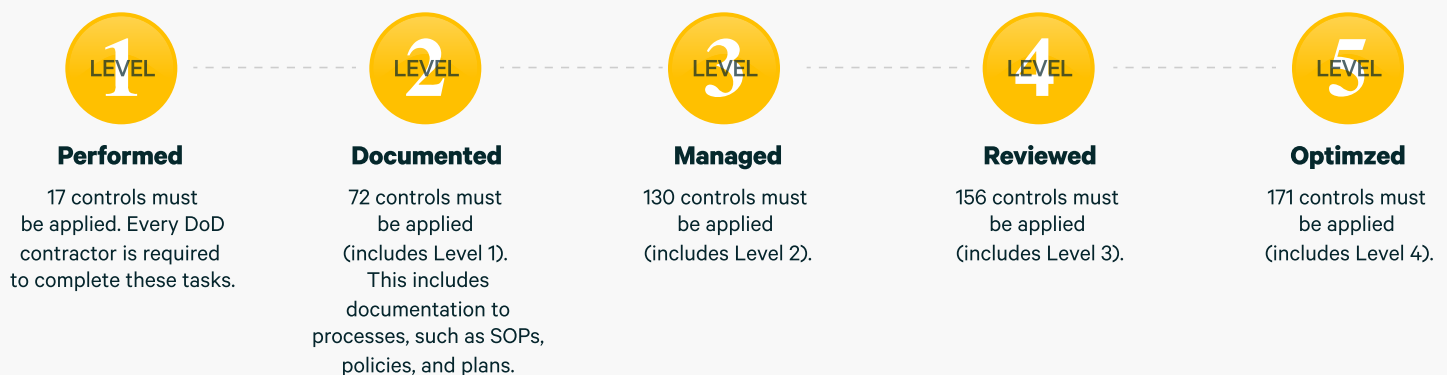 LEVEL
1
Performed
17 controls must
be applied. Every DoD
contractor is required
to complete these tasks.
LEVEL
2
Documented
72 controls must
be applied
(includes Level 1).
This includes
documentation to
processes, such as SOPs,
policies, and plans.
LEVEL
3
Managed
130 controls must
be applied
(includes Level 2).
LEVEL
4
Reviewed
156 controls must
be applied
(includes Level 3).
LEVEL
5
Optimzed
171 controls must
be applied
(includes Level 4).